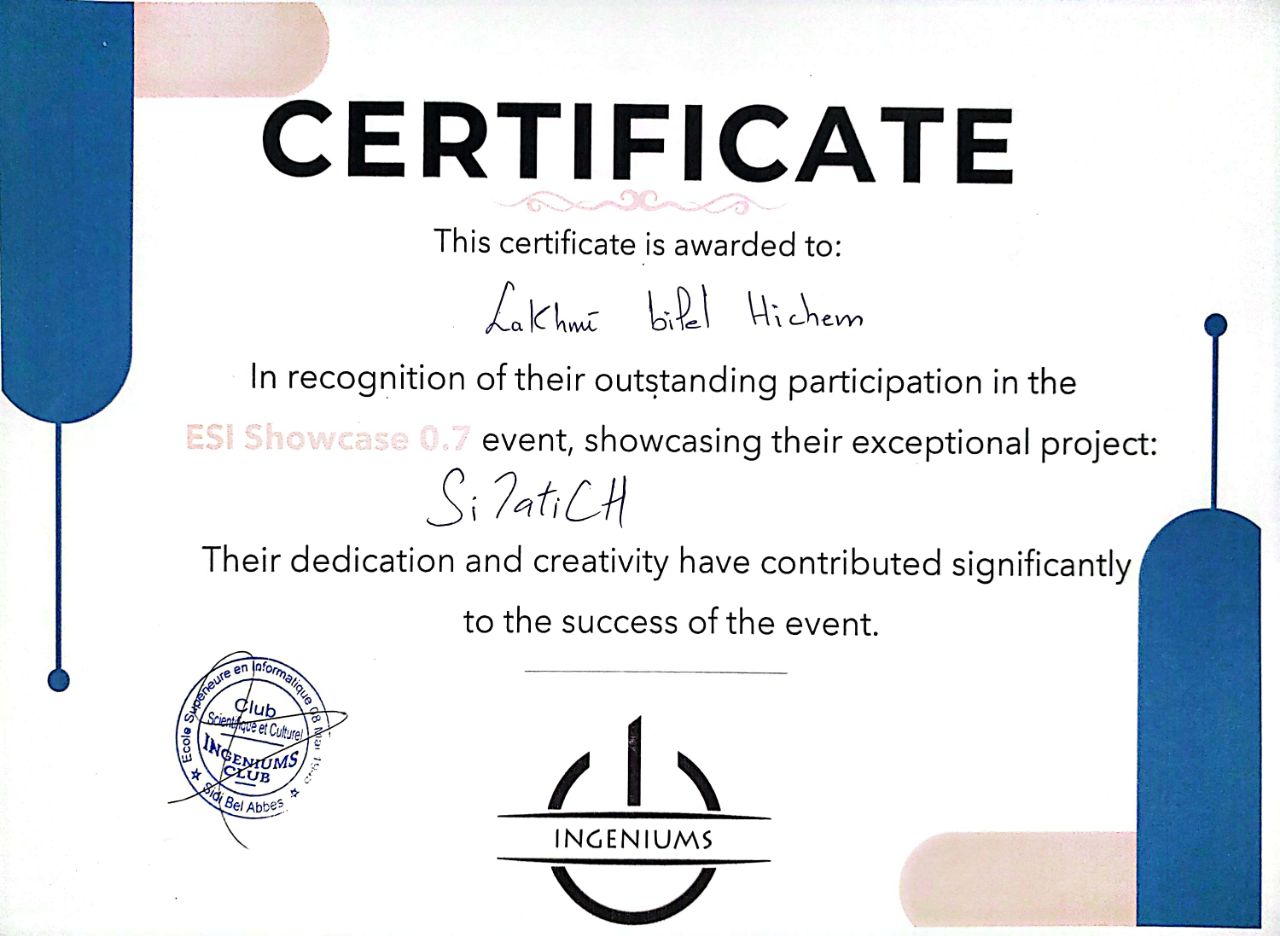 CERTIFICATE
This certificate is awarded to:
Lakhmi bilel Hichem
In recognition of their outstanding participation in the
ESI Showcase 0.7 event, showcasing their exceptional project:
Their dedication and creativity have contributed significantly
to the success of the event.
Ecole Supérieure en Informatique 08 Mai 1945
Club
Scientifique et Culturel
INGENIUMS
CLUB
Sidi Bel Abbes
INGENIUMS